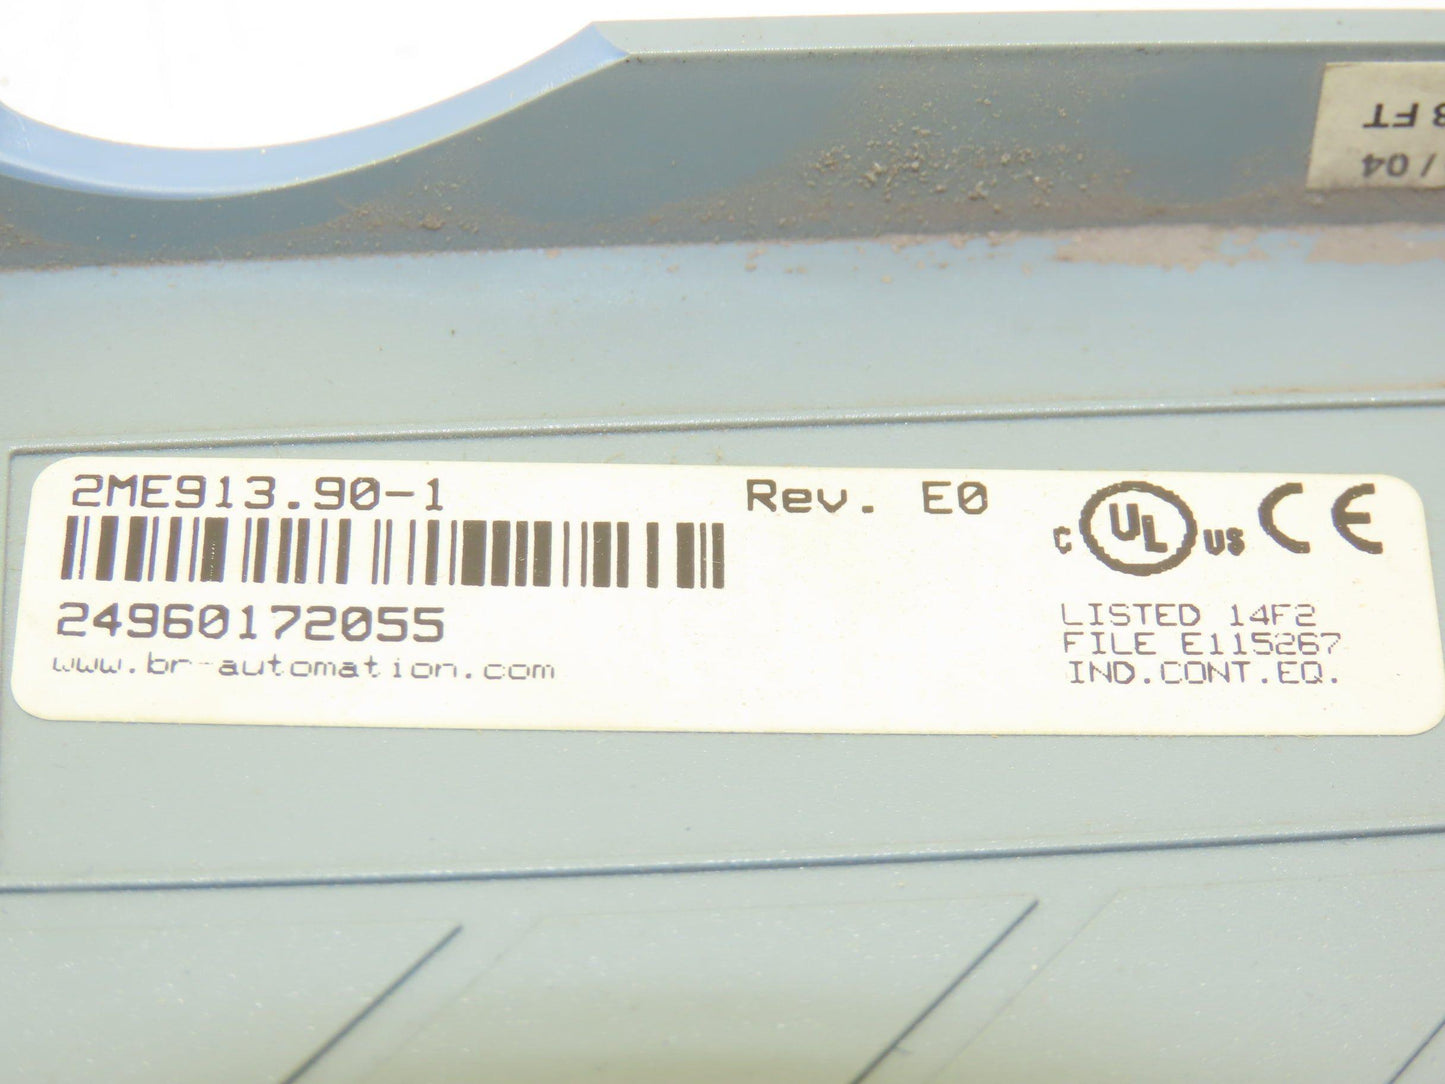 3 FT
/ 04
2ME913.90-1 Rev. E0
24960172055
www.br-automation.com
C UL US CE
LISTED 14F2
FILE E115267
IND.CONT.EQ.